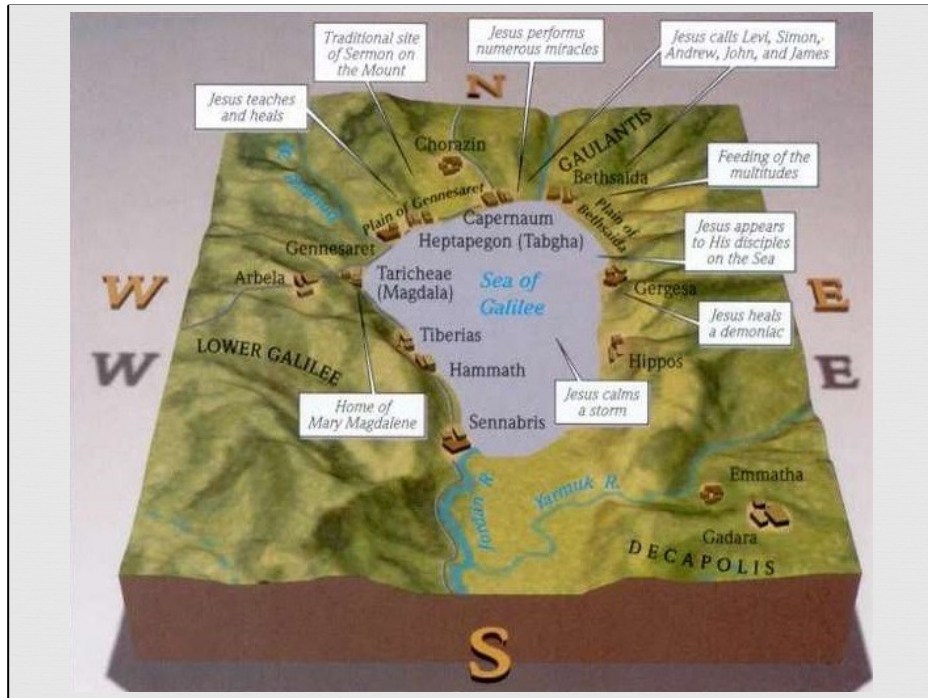 Jesus performs
numerous miracles
Jesus calls Levi, Simon,
Andrew, John, and James
Traditional site
of Sermon on
the Mount
Jesus teaches
and heals
N
Chorazin
GAULANTIS
Bethsaida
Feeding of the
multitudes
Plain of Gennesaret
Plain of
Bethsaida
Capernaum
Heptapegon (Tabgha)
Jesus appears
to His disciples
on the Sea
Gennesaret
Arbela
Taricheae
(Magdala)
Sea of
Galilee
Gergesa
W
E
W
E
Jesus heals
a demoniac
Tiberias
LOWER GALILEE
Hammath
Hippos
Home of
Mary Magdalene
Jesus calms
a storm
Sennabris
Jordan R.
Yarmuk R.
Emmatha
Gadara
DECAPOLIS
S